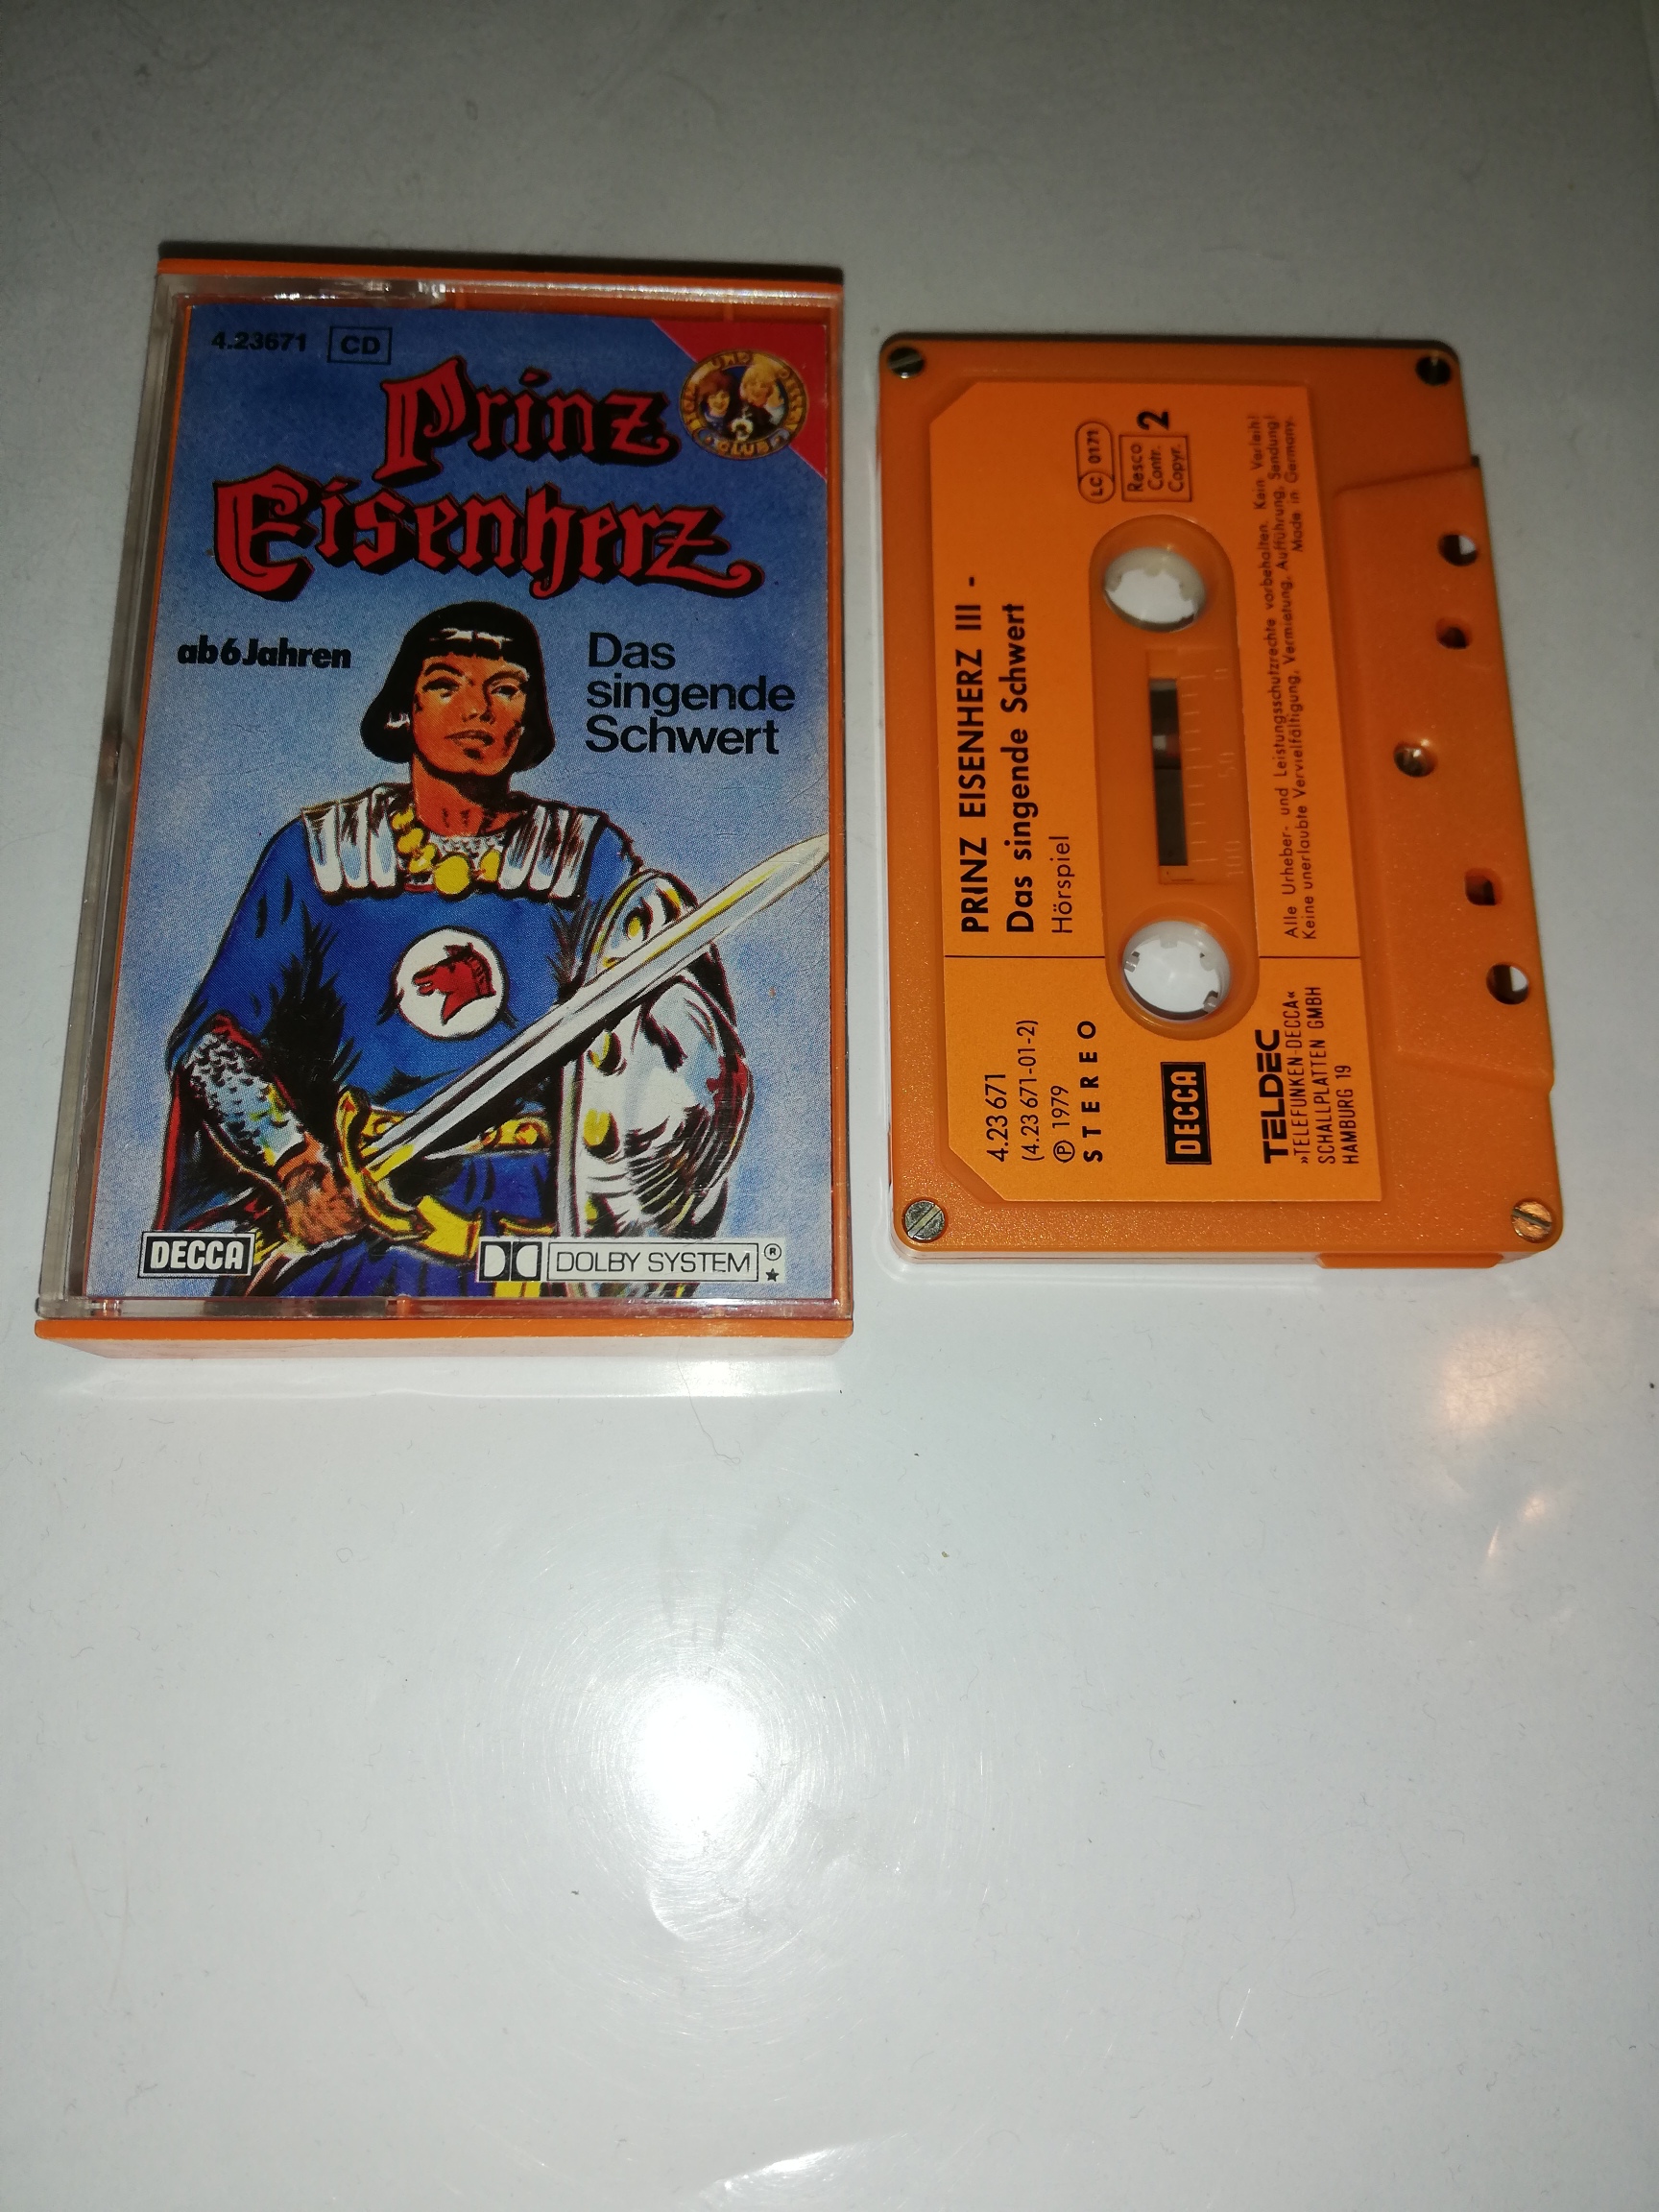 4.23671 CD
Prinz
Eisenherz
ab 6 Jahren
Das
singende
Schwert
CLUB
DECCA
DOLBY SYSTEM ®
PRINZ EISENHERZ III -
Das singende Schwert
Hörspiel
LC 0171
Resco
Contr.
Copyr.
2
4.23 671
(4.23 671-01-2)
Ⓟ 1979
STEREO
50
100
DECCA
TELDEC
»TELEFUNKEN-DECCA«
SCHALLPLATTEN GMBH
HAMBURG 19
Alle Urheber- und Leistungsschutzrechte vorbehalten. Kein Verleih!
Keine unerlaubte Vervielfältigung, Vermietung, Aufführung, Sendung!
Made in Germany.